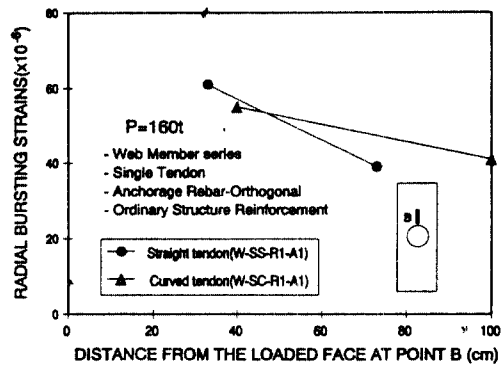 RADIAL BURSTING STRAINS(x10⁻⁶)
80
60
40
20
0
P=160t
- Web Member series
- Single Tendon
- Anchorage Rebar-Orthogonal
- Ordinary Structure Reinforcement
Straight tendon(W-SS-R1-A1)
Curved tendon(W-SC-R1-A1)
a
0 20 40 60 80 100
DISTANCE FROM THE LOADED FACE AT POINT B (cm)